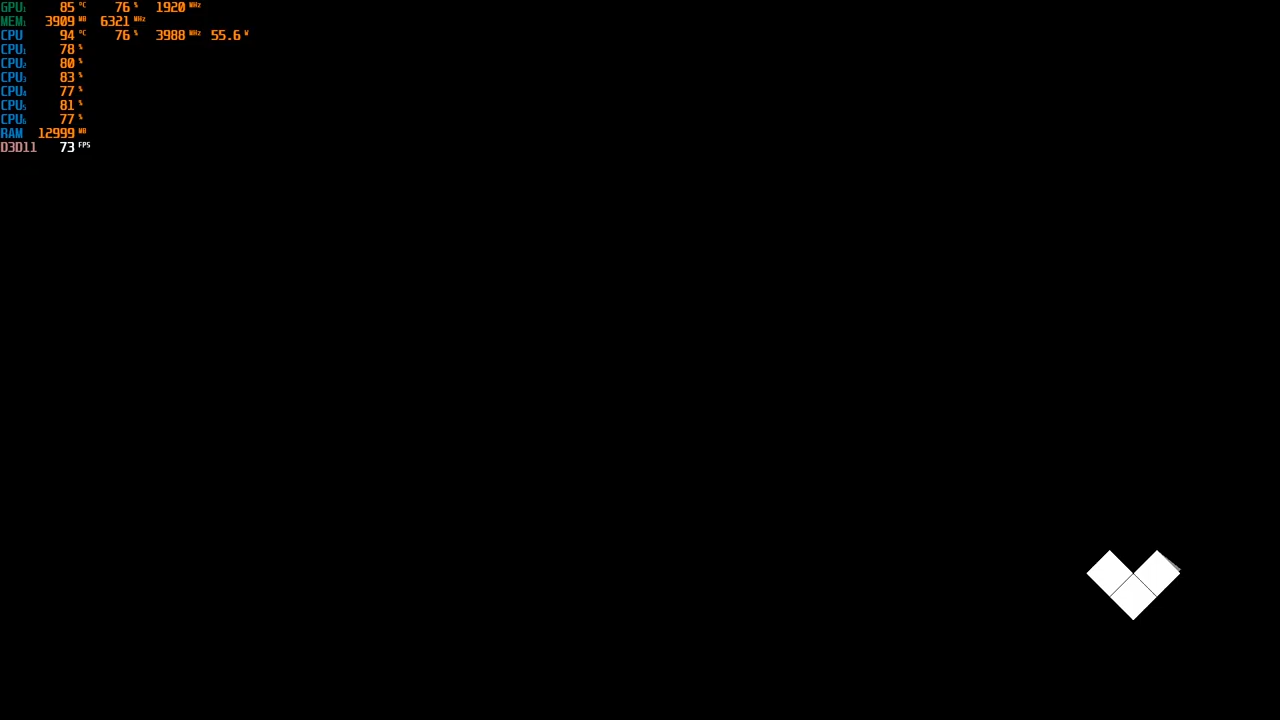 GPU1 85 °C 76 % 1920 MHz
MEM1 3909 MB 6321 MHz
CPU 94 °C 76 % 3988 MHz 55.6 W
CPU1 78 %
CPU2 80 %
CPU3 83 %
CPU4 77 %
CPU5 81 %
CPU6 77 %
RAM 12999 MB
D3D11 73 FPS